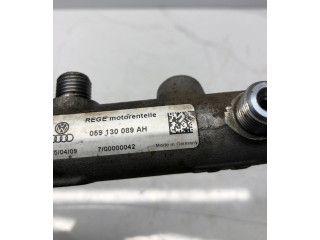 REGE motorenteile
059 130 089 AH
5/04/09 7/00000042 Made in Germany